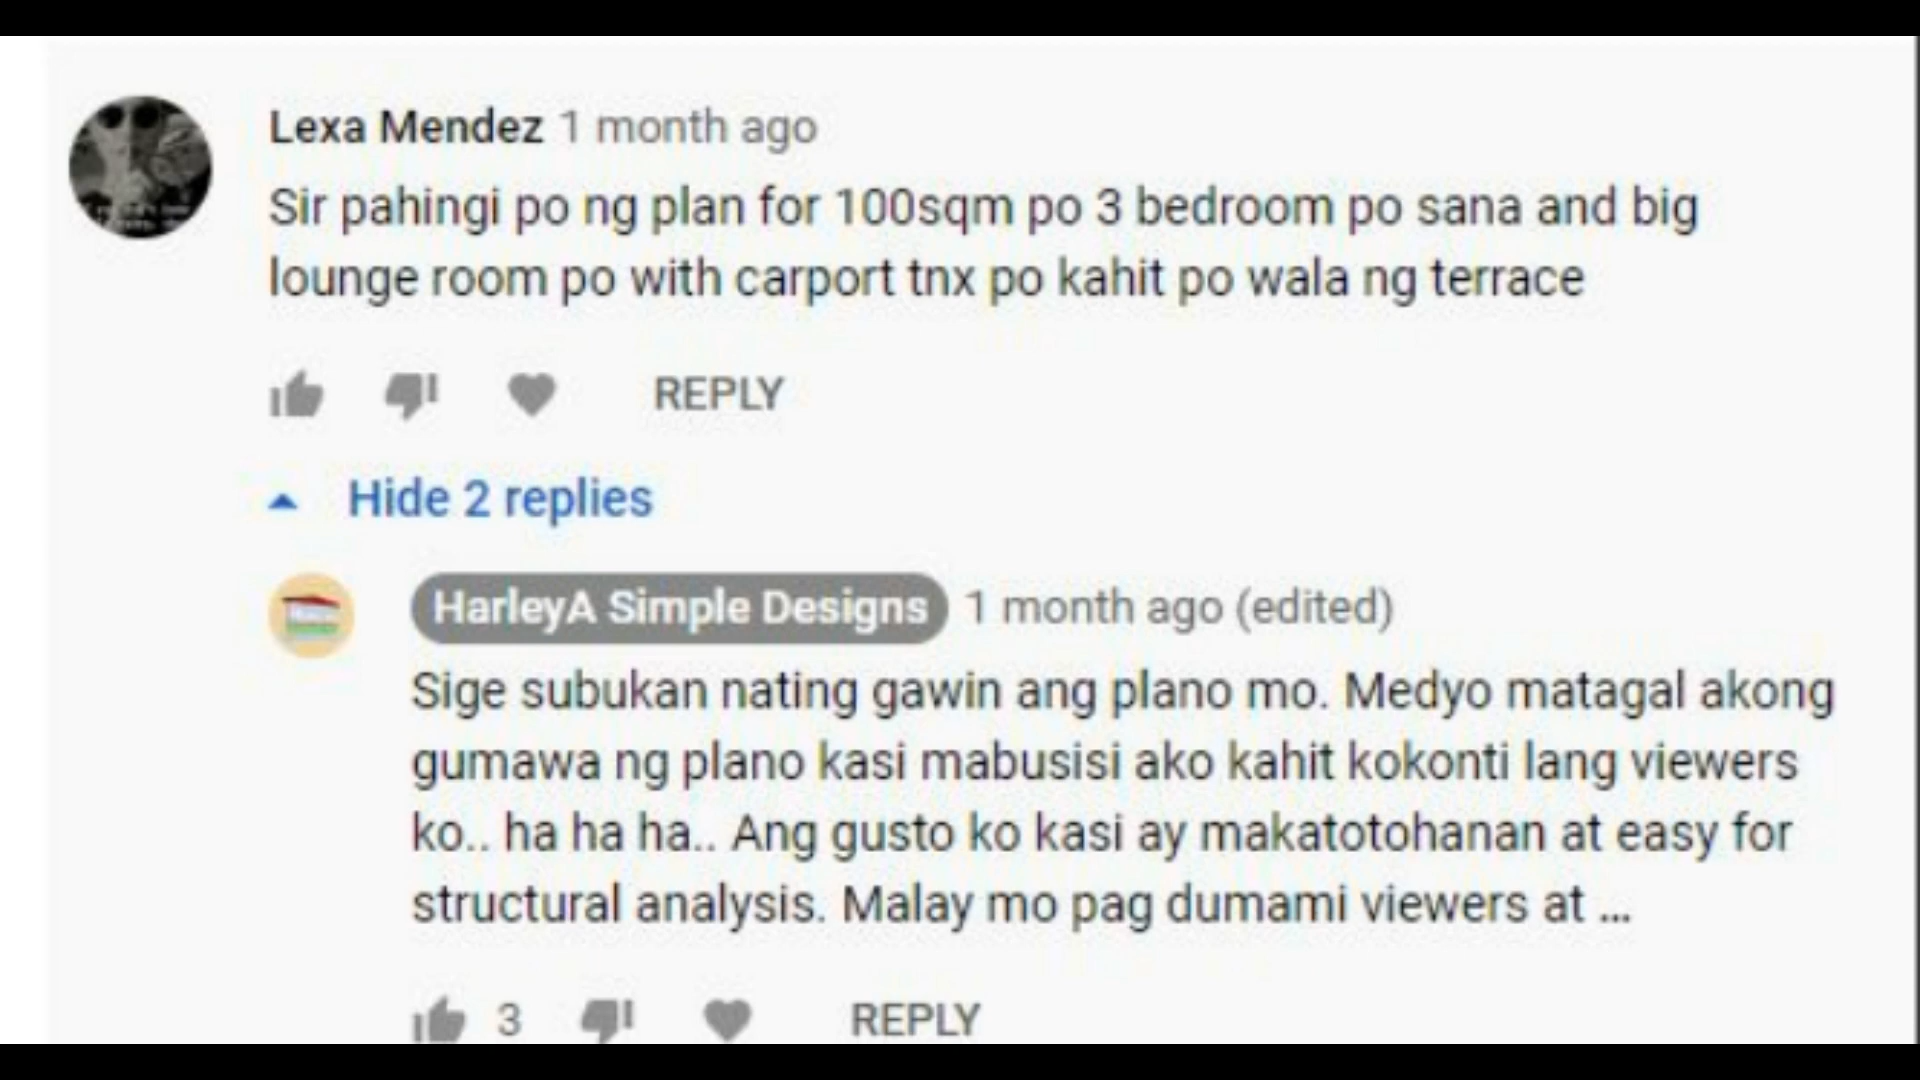 Lexa Mendez 1 month ago
Sir pahingi po ng plan for 100sqm po 3 bedroom po sana and big
lounge room po with carport tnx po kahit po wala ng terrace
REPLY
Hide 2 replies
HarleyA Simple Designs 1 month ago (edited)
Sige subukan nating gawin ang plano mo. Medyo matagal akong
gumawa ng plano kasi mabusisi ako kahit kokonti lang viewers
ko.. ha ha ha.. Ang gusto ko kasi ay makatotohanan at easy for
structural analysis. Malay mo pag dumami viewers at ...
3 REPLY